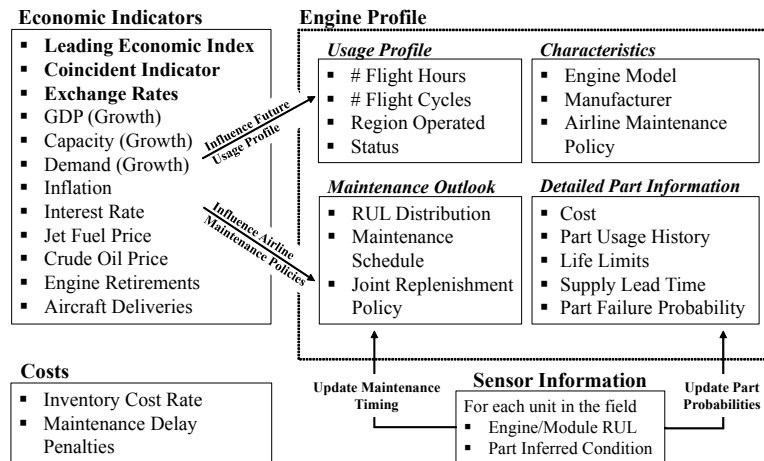 Economic Indicators
▪ Leading Economic Index
▪ Coincident Indicator
▪ Exchange Rates
▪ GDP (Growth)
▪ Capacity (Growth)
▪ Demand (Growth)
▪ Inflation
▪ Interest Rate
▪ Jet Fuel Price
▪ Crude Oil Price
▪ Engine Retirements
▪ Aircraft Deliveries
Influence Future
Usage Profile
Influence Airline
Maintenance Policies
Engine Profile
Usage Profile
▪ # Flight Hours
▪ # Flight Cycles
▪ Region Operated
▪ Status
Characteristics
▪ Engine Model
▪ Manufacturer
▪ Airline Maintenance
Policy
Maintenance Outlook
▪ RUL Distribution
▪ Maintenance
Schedule
▪ Joint Replenishment
Policy
Detailed Part Information
▪ Cost
▪ Part Usage History
▪ Life Limits
▪ Supply Lead Time
▪ Part Failure Probability
Costs
▪ Inventory Cost Rate
▪ Maintenance Delay
Penalties
Update Maintenance
Timing
Sensor Information
For each unit in the field
▪ Engine/Module RUL
▪ Part Inferred Condition
Update Part
Probabilities